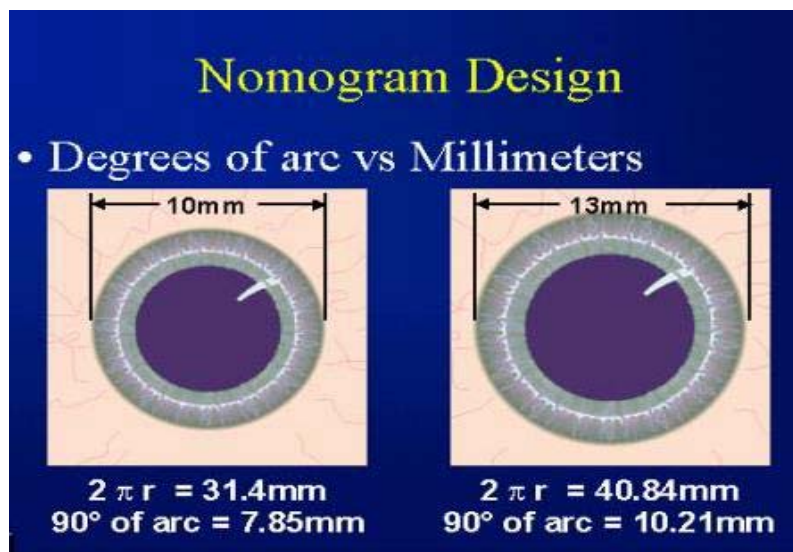 Nomogram Design
• Degrees of arc vs Millimeters
10mm
13mm
2 π r = 31.4mm
90° of arc = 7.85mm
2 π r = 40.84mm
90° of arc = 10.21mm